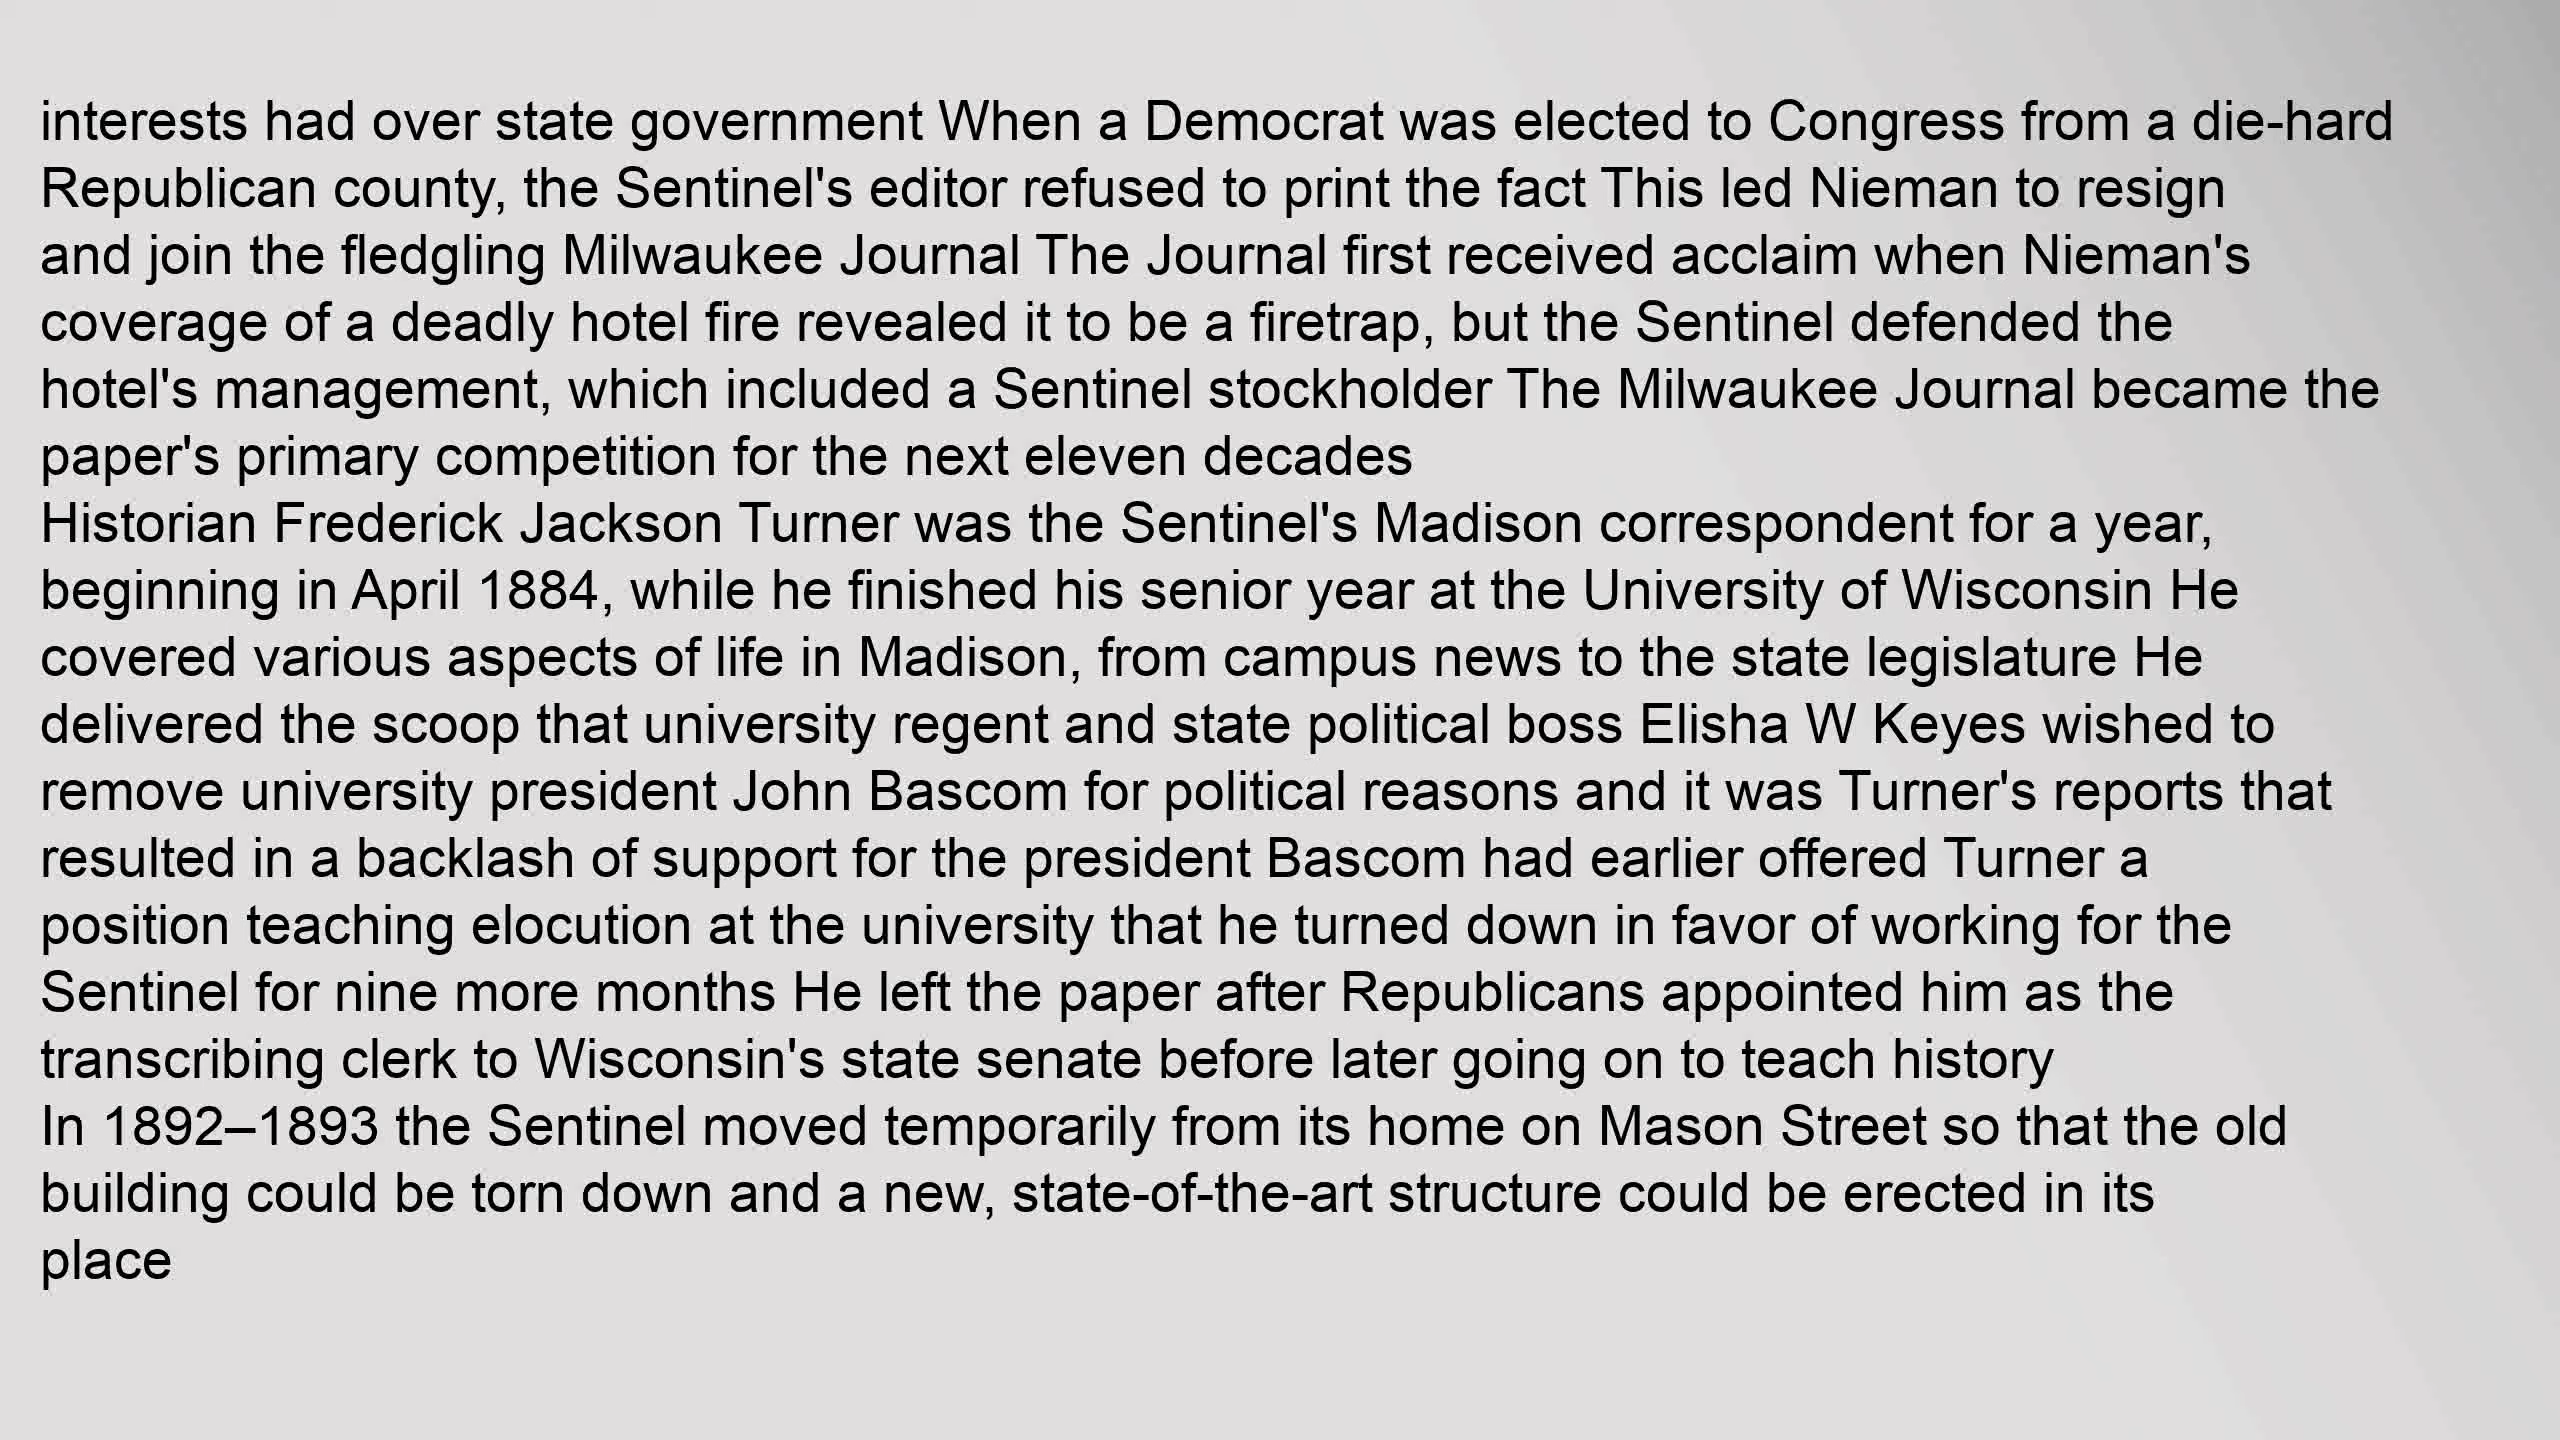 interests had over state government When a Democrat was elected to Congress from a die-hard
Republican county, the Sentinel's editor refused to print the fact This led Nieman to resign
and join the fledgling Milwaukee Journal The Journal first received acclaim when Nieman's
coverage of a deadly hotel fire revealed it to be a firetrap, but the Sentinel defended the
hotel's management, which included a Sentinel stockholder The Milwaukee Journal became the
paper's primary competition for the next eleven decades
Historian Frederick Jackson Turner was the Sentinel's Madison correspondent for a year,
beginning in April 1884, while he finished his senior year at the University of Wisconsin He
covered various aspects of life in Madison, from campus news to the state legislature He
delivered the scoop that university regent and state political boss Elisha W Keyes wished to
remove university president John Bascom for political reasons and it was Turner's reports that
resulted in a backlash of support for the president Bascom had earlier offered Turner a
position teaching elocution at the university that he turned down in favor of working for the
Sentinel for nine more months He left the paper after Republicans appointed him as the
transcribing clerk to Wisconsin's state senate before later going on to teach history
In 1892–1893 the Sentinel moved temporarily from its home on Mason Street so that the old
building could be torn down and a new, state-of-the-art structure could be erected in its
place